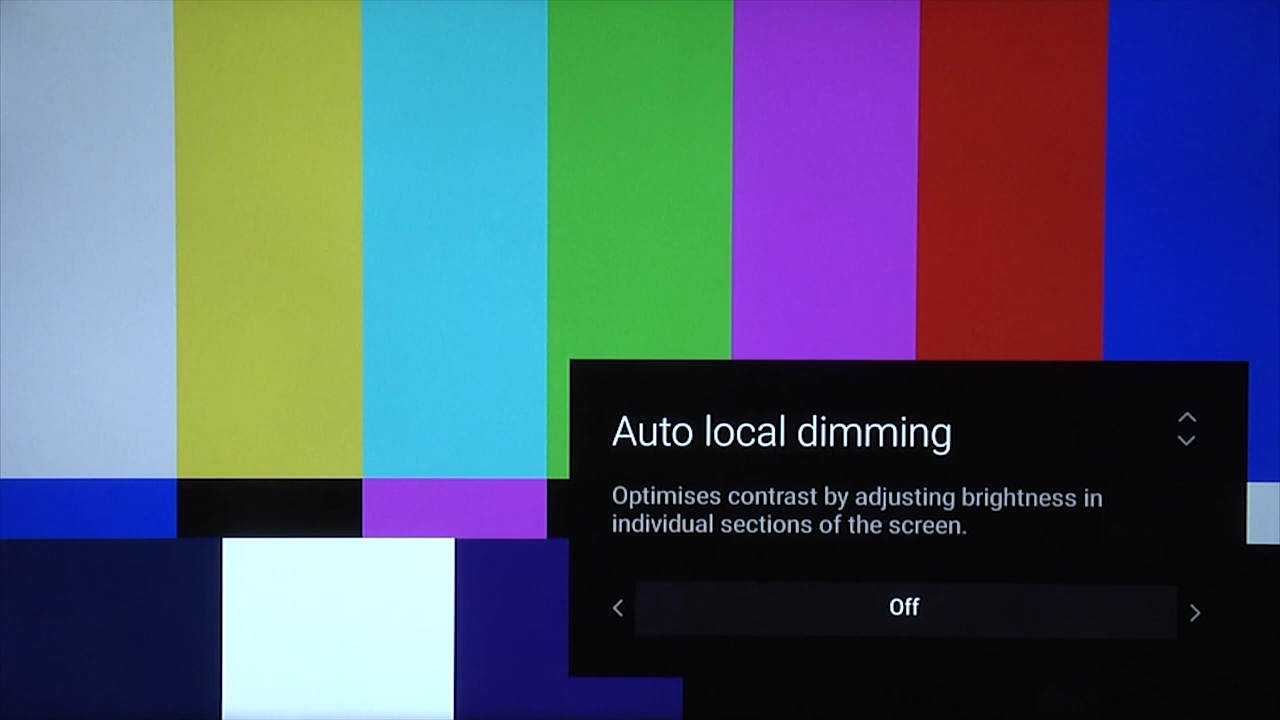 Auto local dimming
Optimises contrast by adjusting brightness in
individual sections of the screen.
Off